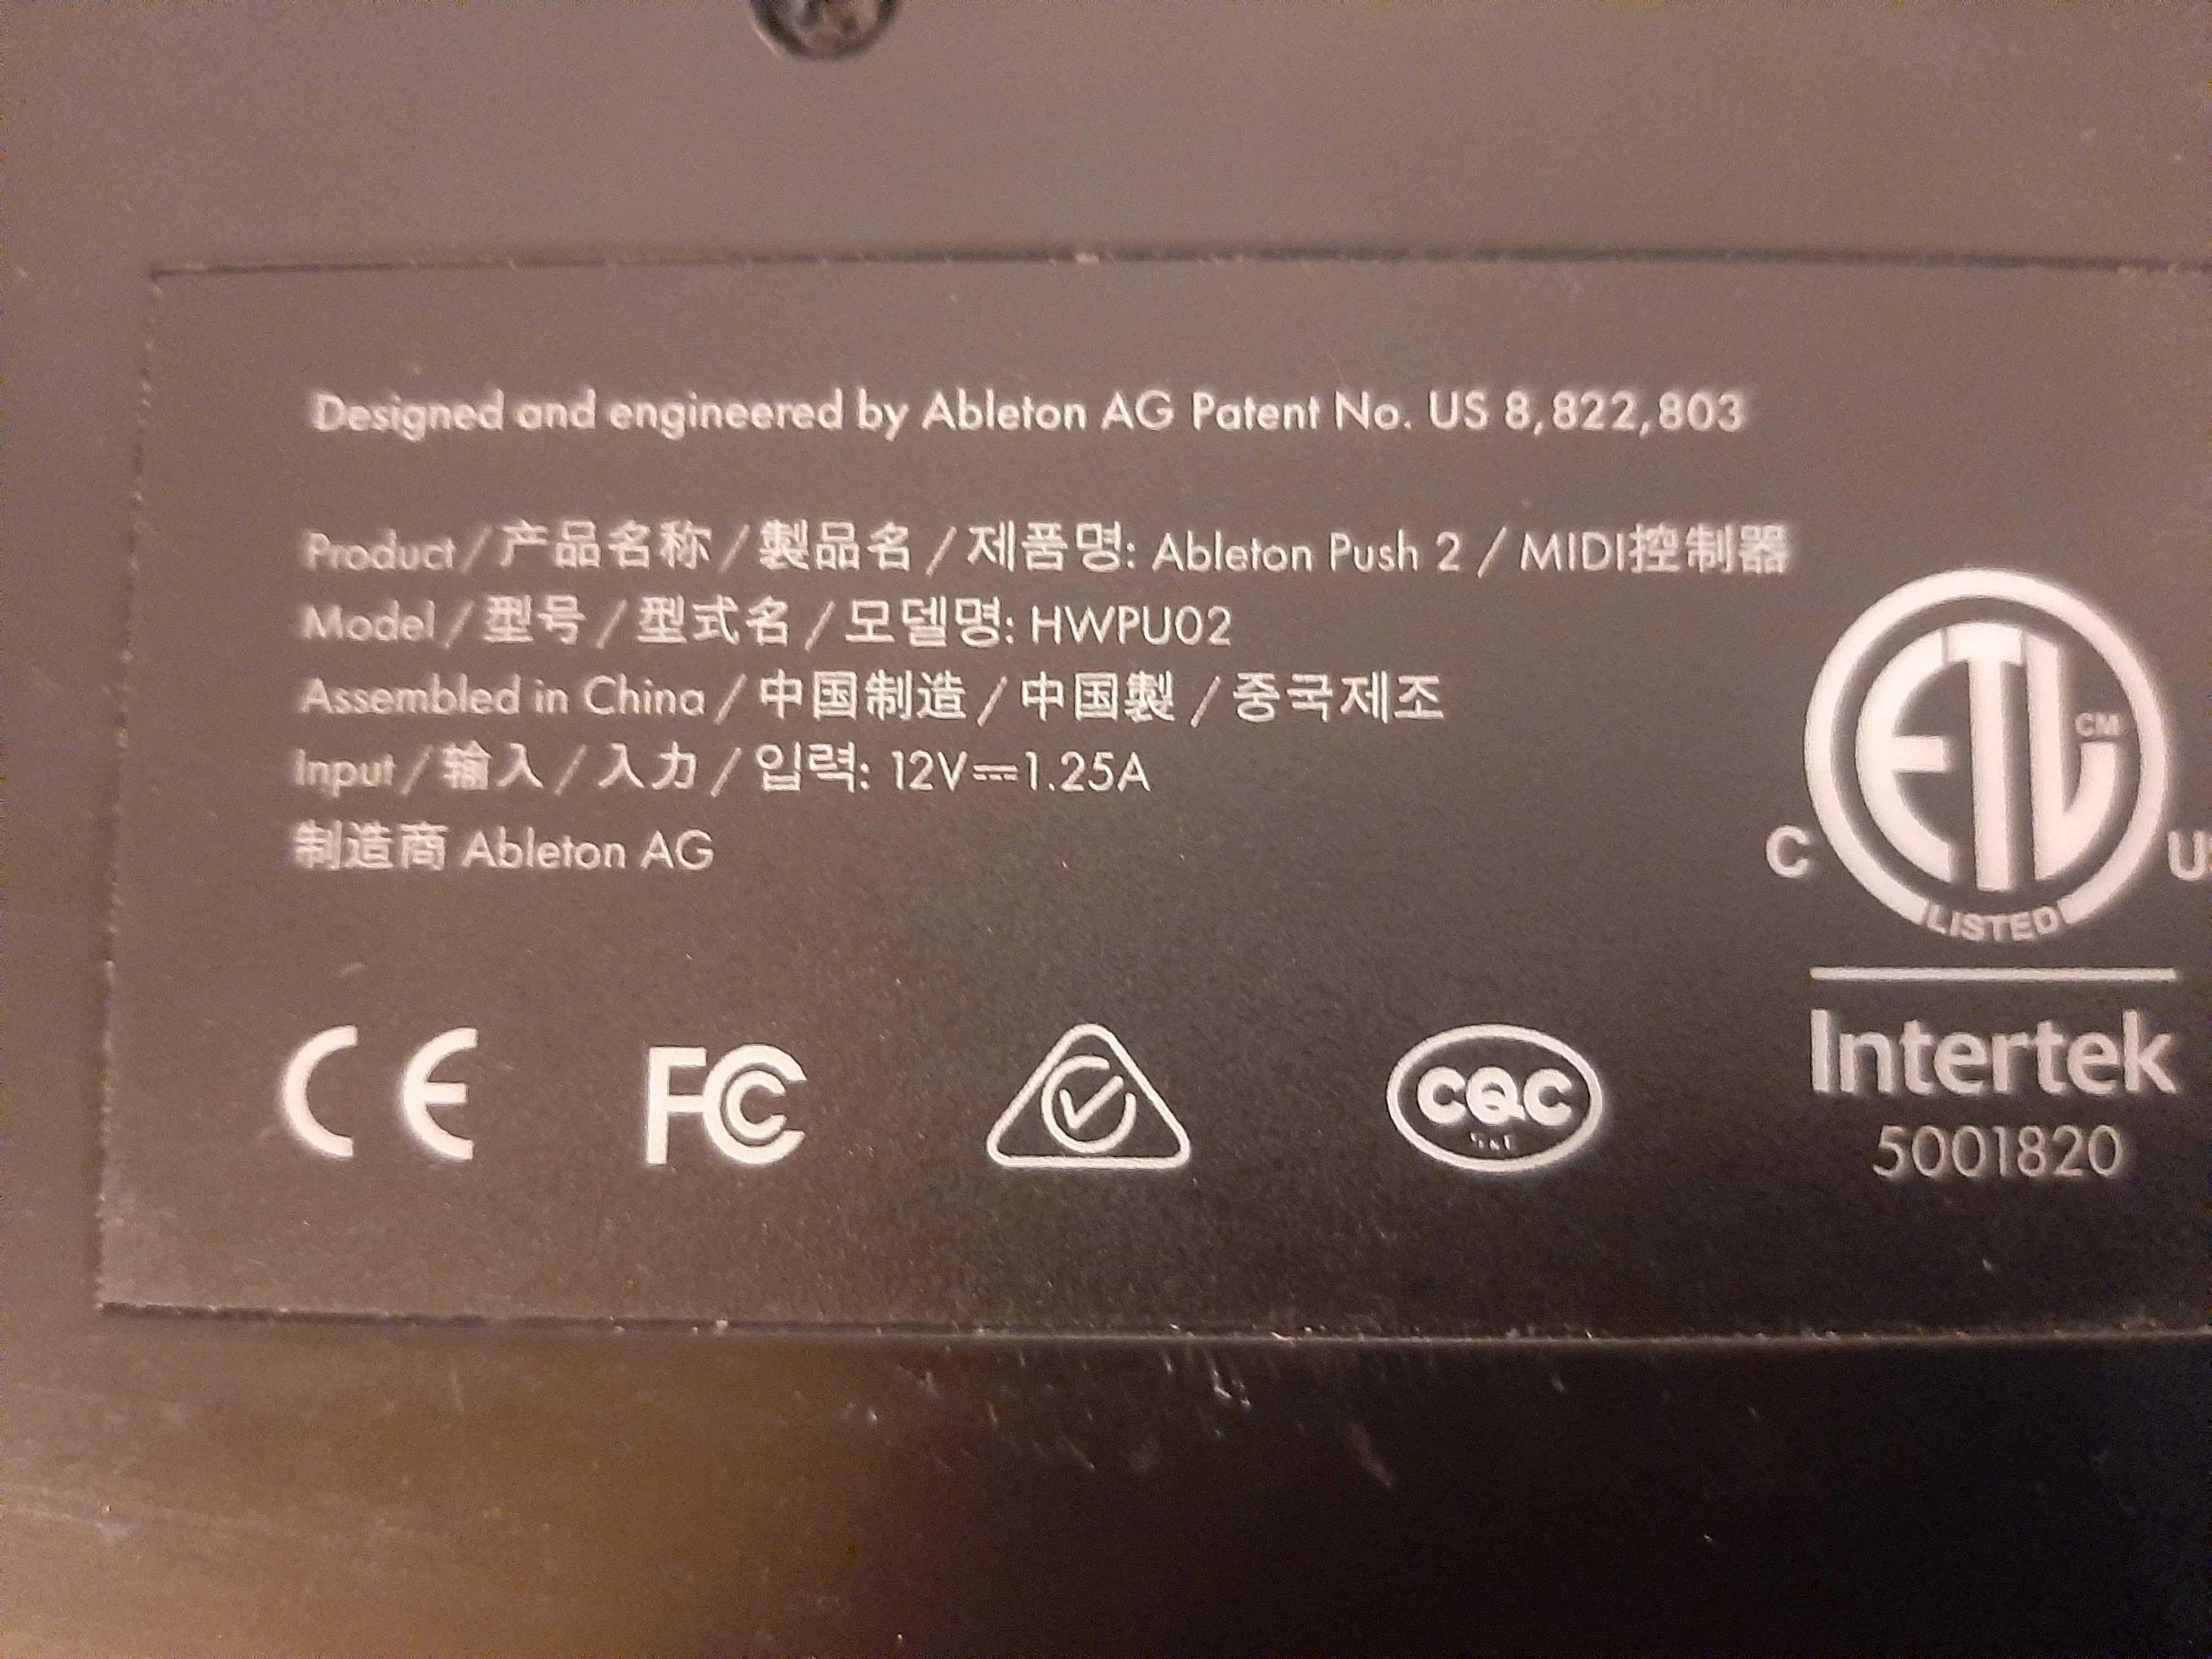 Designed and engineered by Ableton AG Patent No. US 8,822,803
Product / 产品名称 / 製品名 / 제품명: Ableton Push 2 / MIDI控制器
Model / 型号 / 型式名 / 모델명: HWPU02
Assembled in China / 中国制造 / 中国製 / 중국제조
Input / 输入 / 入力 / 입력: 12V⎓1.25A
制造商 Ableton AG
ETL CM
C US
LISTED
Intertek
5001820
CE FC CQC